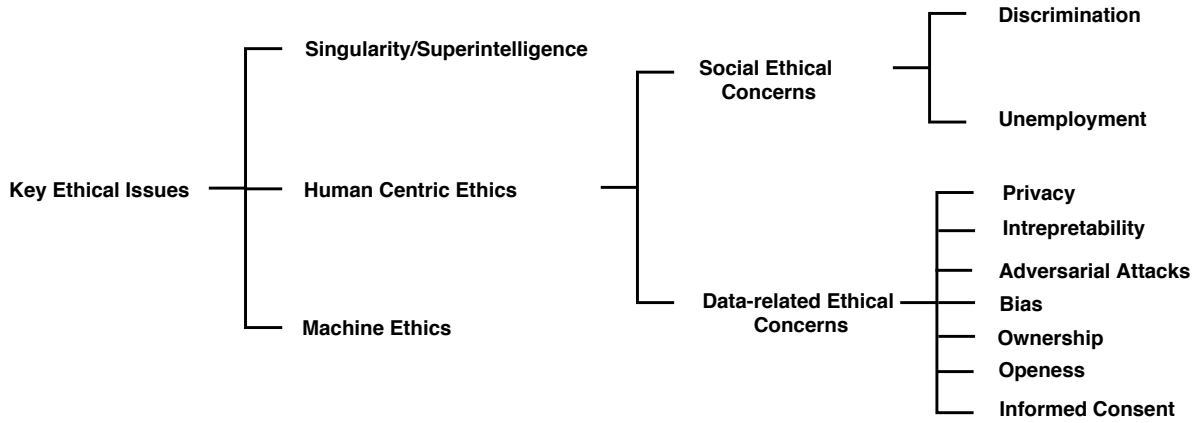 Key Ethical Issues
Singularity/Superintelligence
Human Centric Ethics
Machine Ethics
Social Ethical
Concerns
Discrimination
Unemployment
Data-related Ethical
Concerns
Privacy
Intrepretability
Adversarial Attacks
Bias
Ownership
Openess
Informed Consent